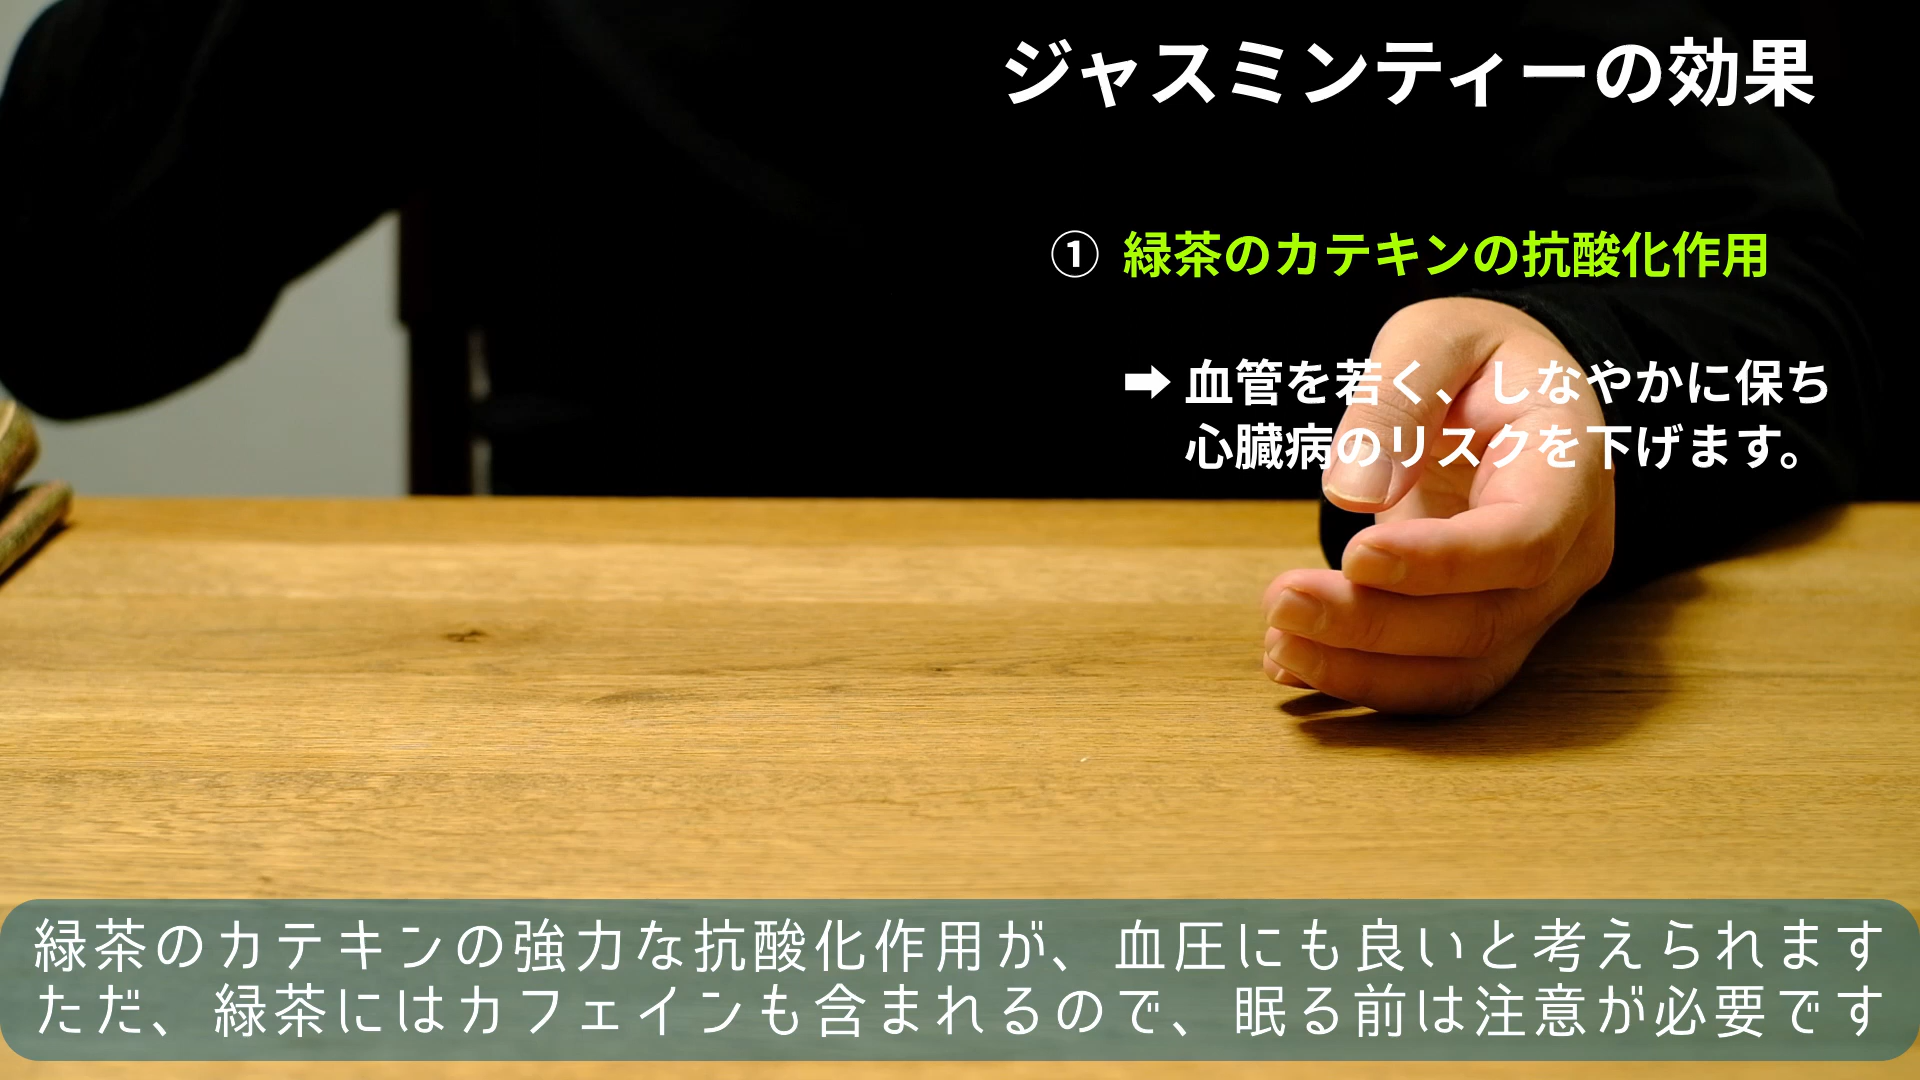 ジャスミンティーの効果
① 緑茶のカテキンの抗酸化作用
➡ 血管を若く、しなやかに保ち
心臓病のリスクを下げます。
緑茶のカテキンの強力な抗酸化作用が、血圧にも良いと考えられます
ただ、緑茶にはカフェインも含まれるので、眠る前は注意が必要です